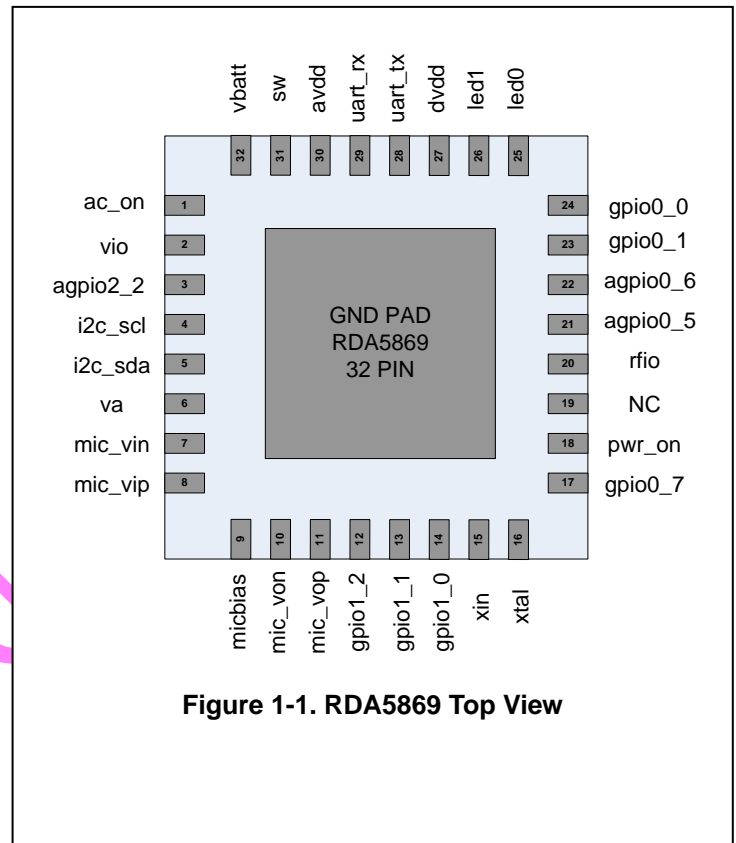 vbatt
sw
avdd
uart_rx
uart_tx
dvdd
led1
led0
32
31
30
29
28
27
26
25
ac_on 1
vio 2
agpio2_2 3
i2c_scl 4
i2c_sda 5
va 6
mic_vin 7
mic_vip 8
GND PAD
RDA5869
32 PIN
24 gpio0_0
23 gpio0_1
22 agpio0_6
21 agpio0_5
20 rfio
19 NC
18 pwr_on
17 gpio0_7
9
10
11
12
13
14
15
16
micbias
mic_von
mic_vop
gpio1_2
gpio1_1
gpio1_0
xin
xtal
Figure 1-1. RDA5869 Top View